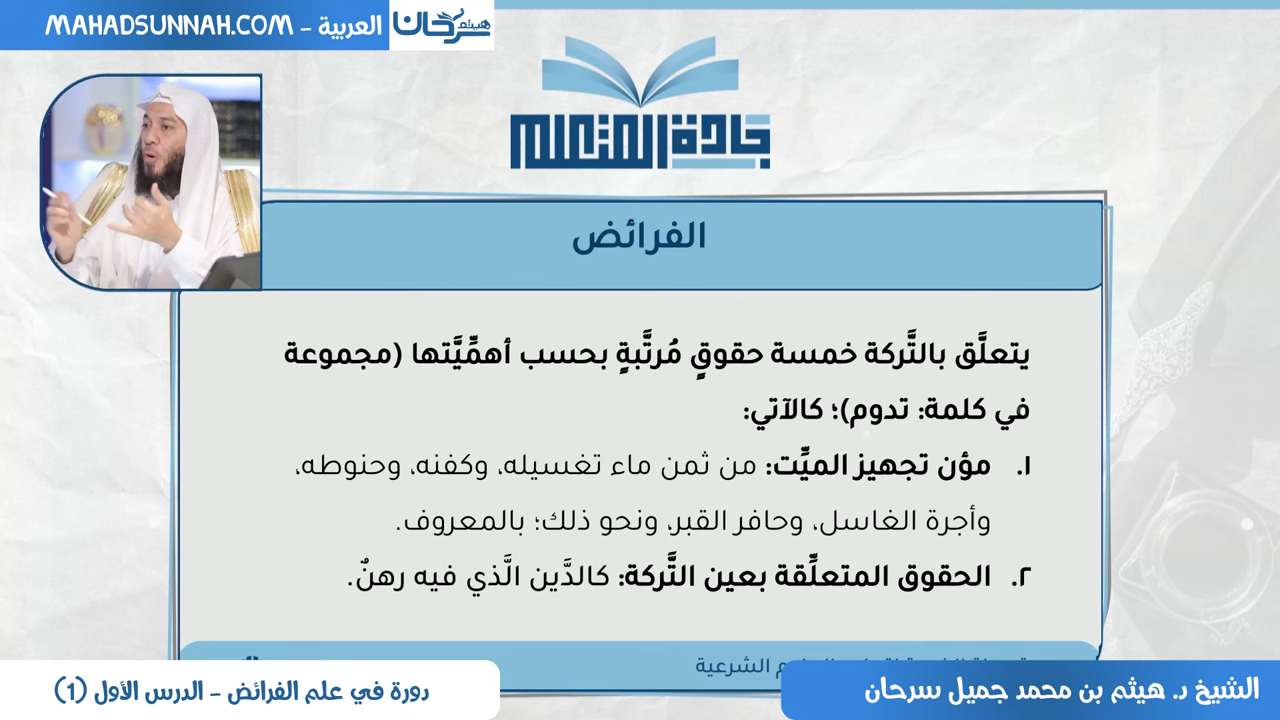 العربية - MAHADSUNNAH.COM
هيثم سرحان
جادة المتعلم
الفرائض
يتعلَّق بالتَّركة خمسة حقوقٍ مُرتَّبةٍ بحسب أهمِّيَّتها (مجموعة
في كلمة: تدوم)؛ كالآتي:
١. مؤن تجهيز الميِّت: من ثمن ماء تغسيله، وكفنه، وحنوطه،
وأجرة الغاسل، وحافر القبر، ونحو ذلك؛ بالمعروف.
٢. الحقوق المتعلِّقة بعين التَّركة: كالدَّين الَّذي فيه رهنٌ.
الشرعية
الشيخ د. هيثم بن محمد جميل سرحان
دورة في علم الفرائض - الدرس الأول (1)